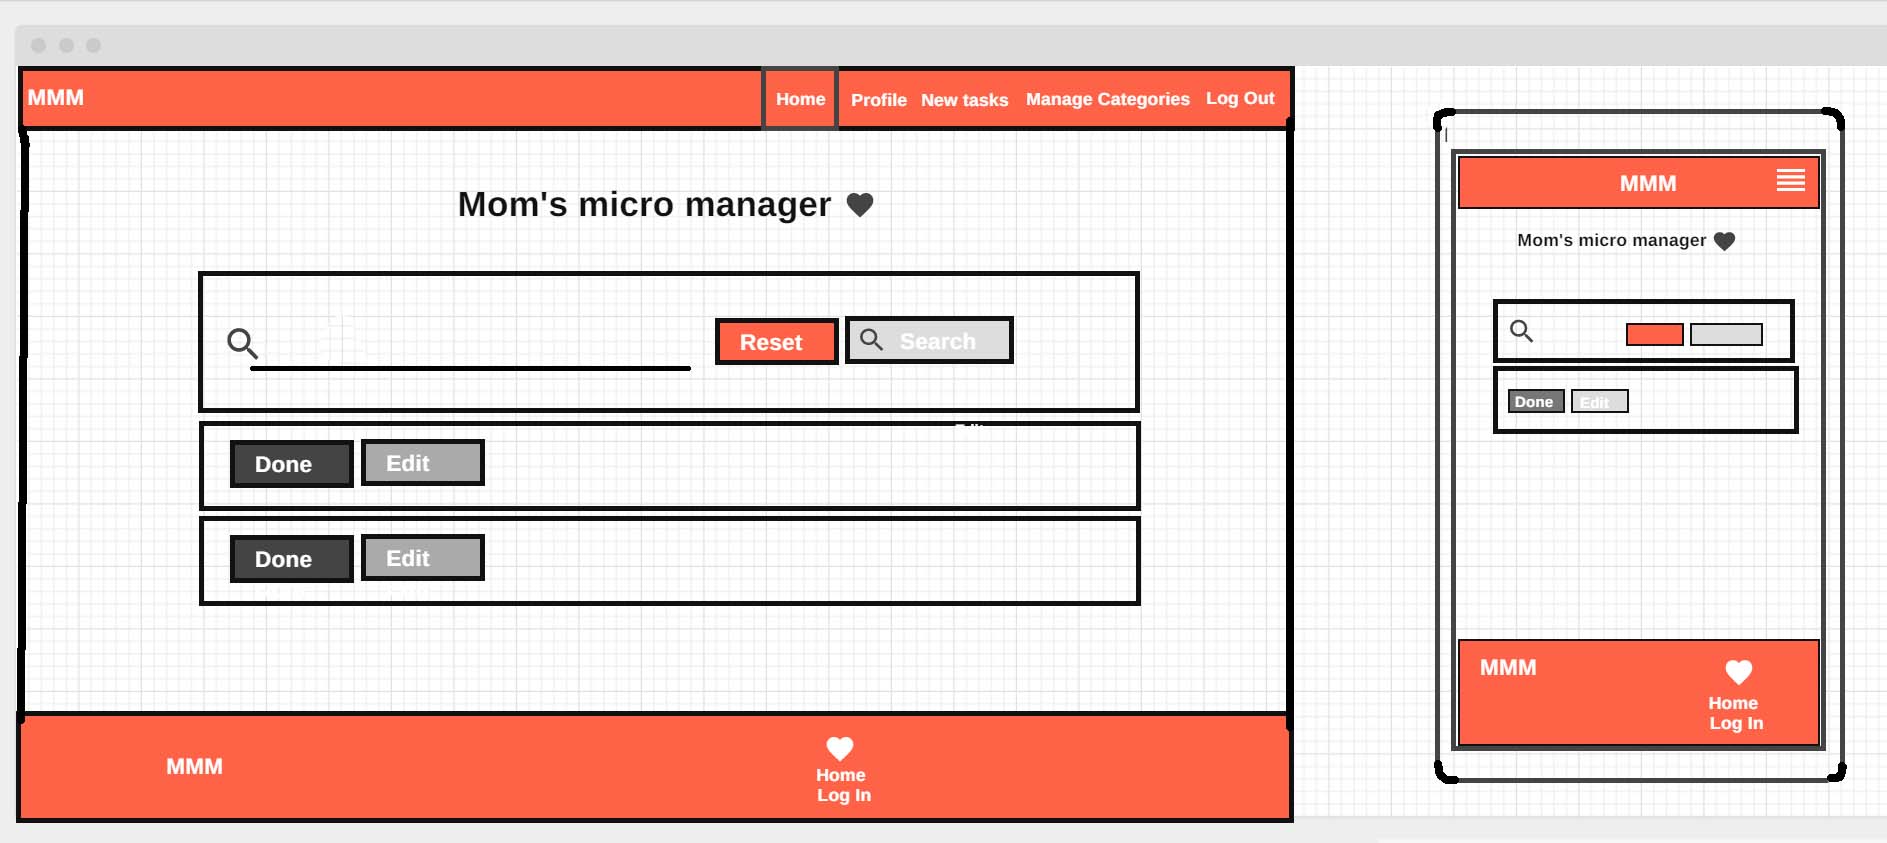 MMM Home Profile New tasks Manage Categories Log Out
Mom's micro manager
Reset Search
Done Edit
Done Edit
MMM
Home
Log In
MMM
Mom's micro manager
Done Edit
MMM
Home
Log In